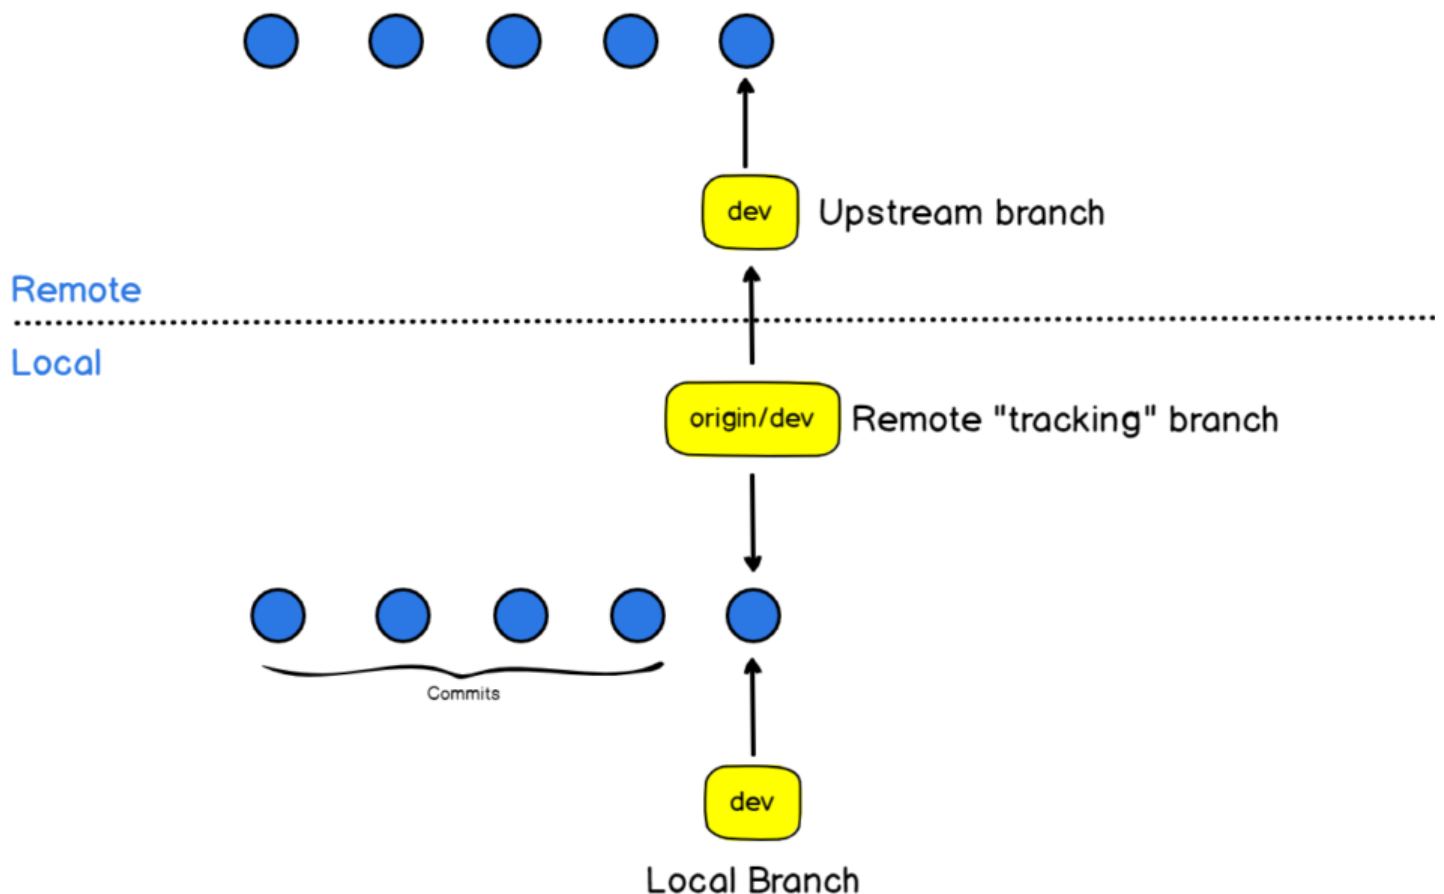 dev
Upstream branch
Remote
Local
origin/dev
Remote "tracking" branch
Commits
dev
Local Branch